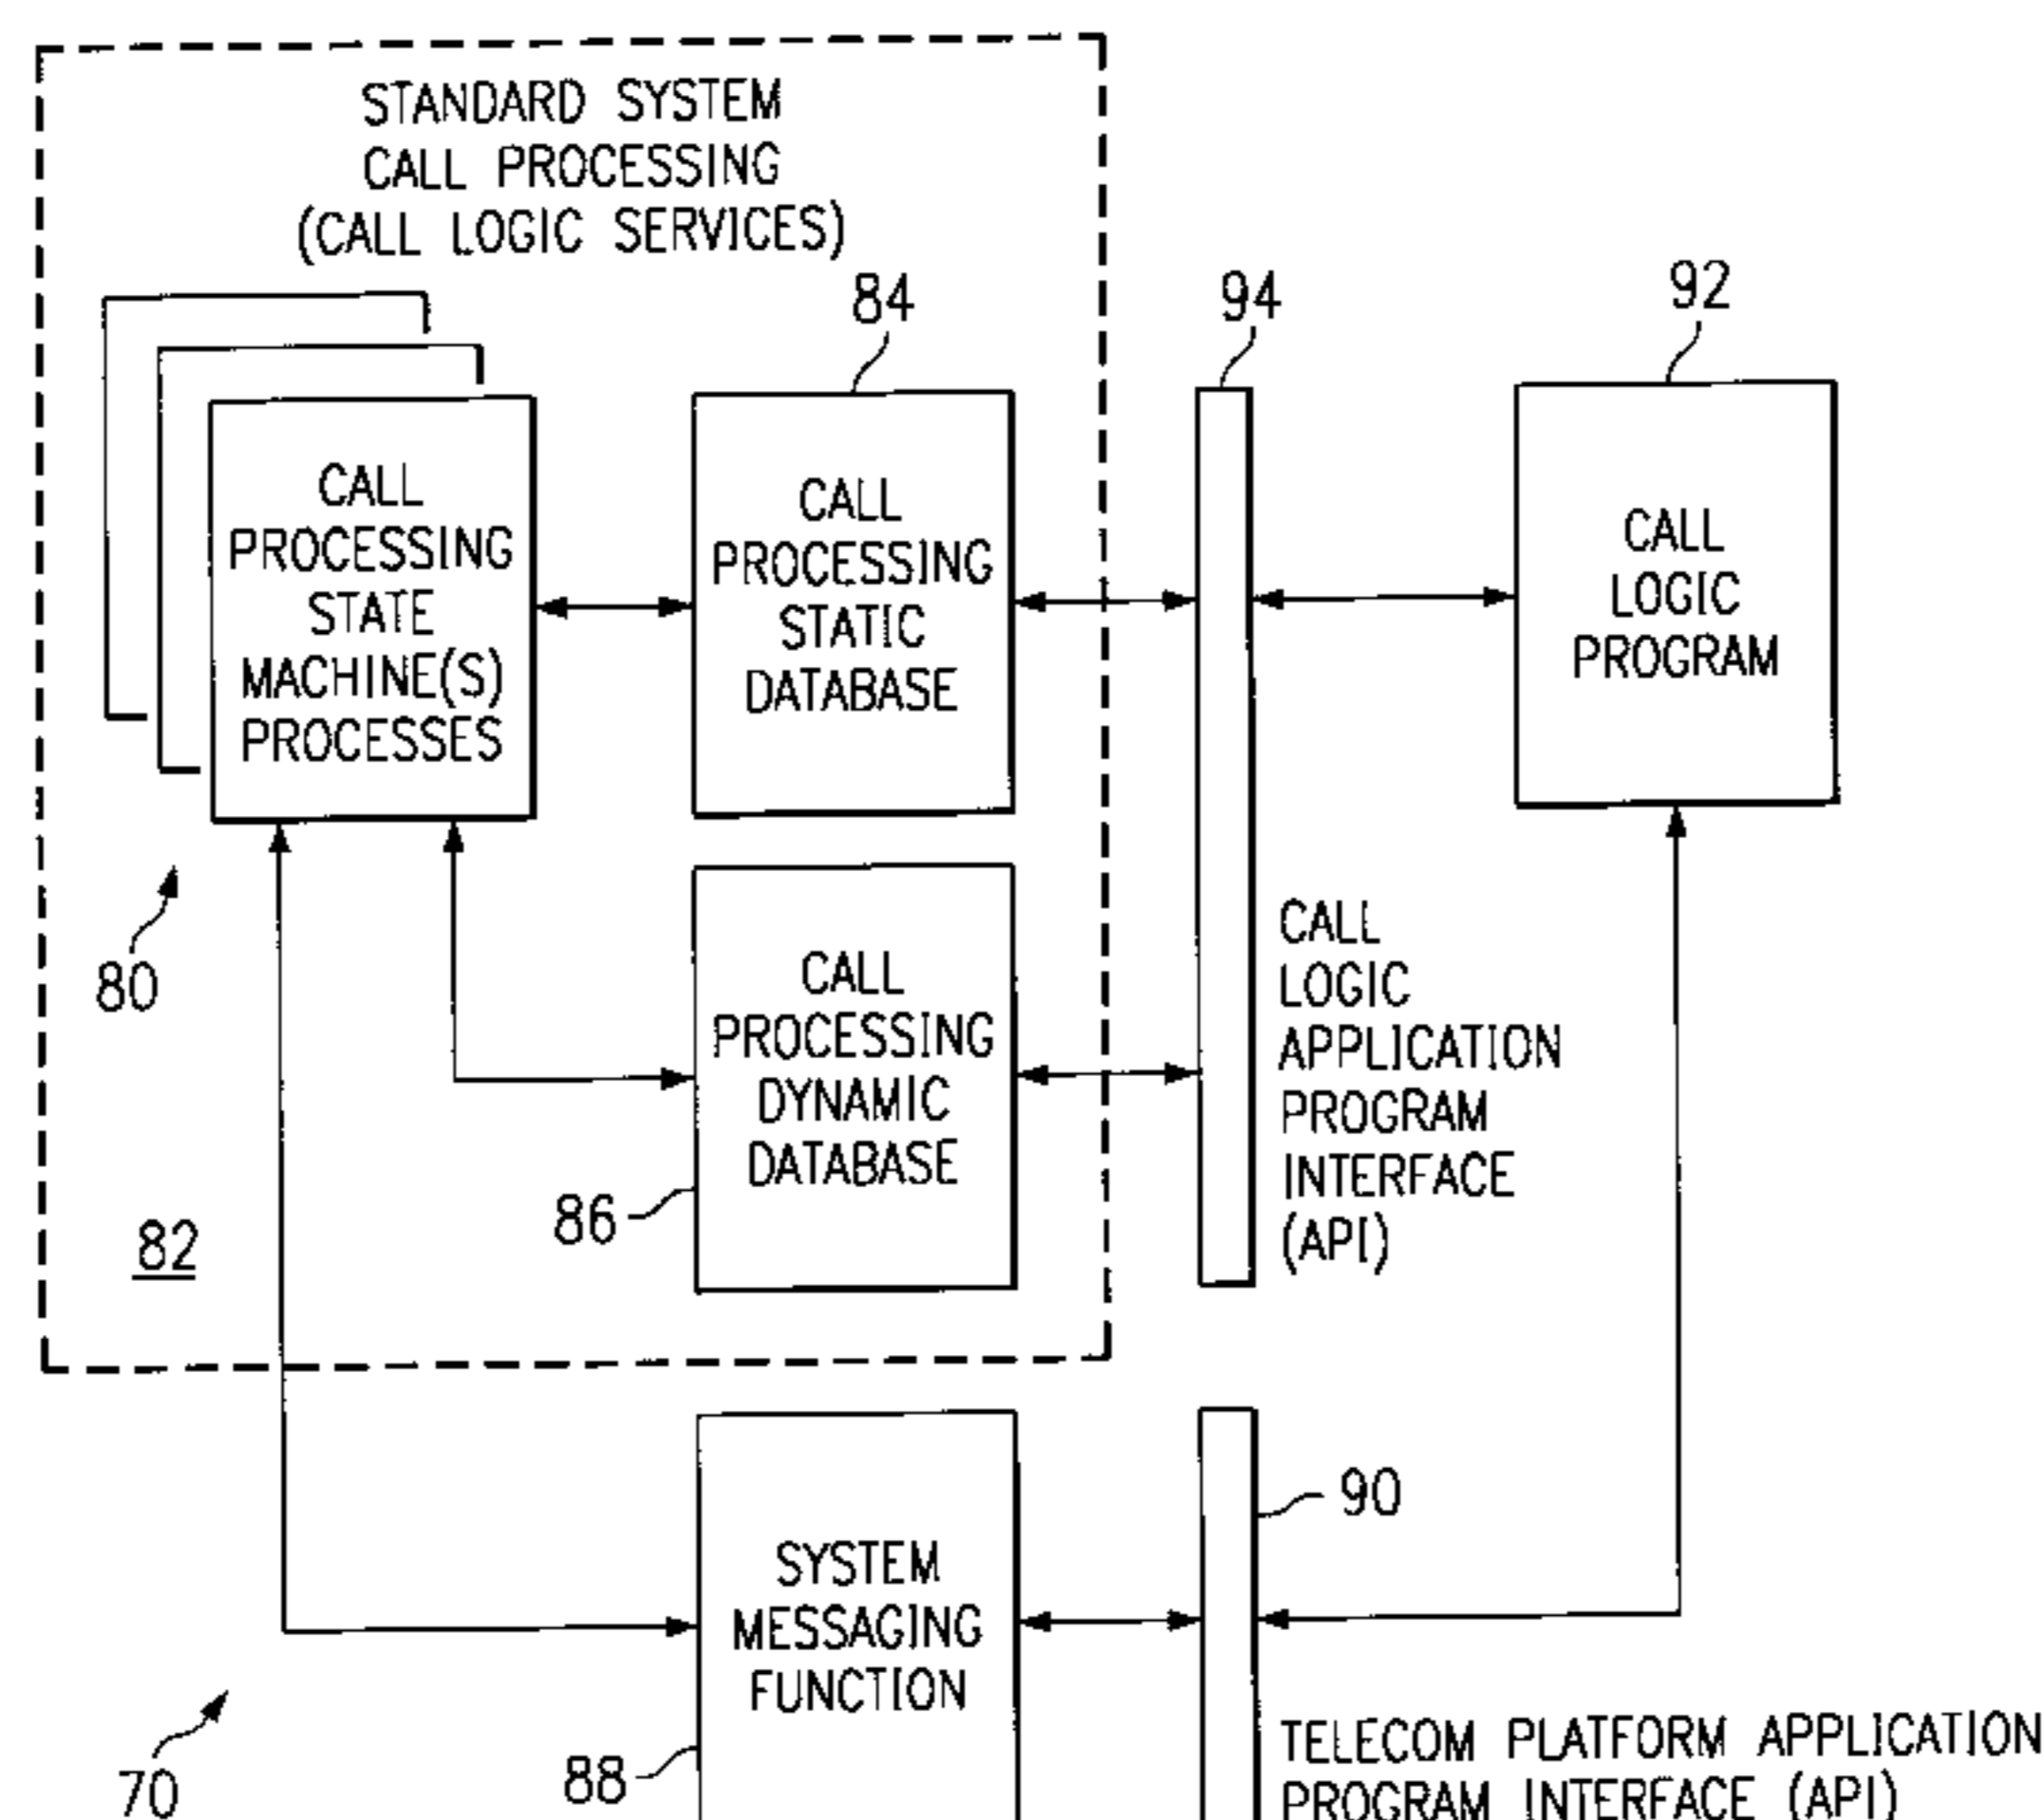 STANDARD SYSTEM
CALL PROCESSING
(CALL LOGIC SERVICES)
84
94
92
CALL
PROCESSING
STATE
MACHINE(S)
PROCESSES
CALL
PROCESSING
STATIC
DATABASE
CALL
LOGIC
PROGRAM
80
CALL
PROCESSING
DYNAMIC
DATABASE
CALL
LOGIC
APPLICATION
PROGRAM
INTERFACE
(API)
86
82
90
SYSTEM
MESSAGING
FUNCTION
88
70
TELECOM PLATFORM APPLICATION
PROGRAM INTERFACE (API)